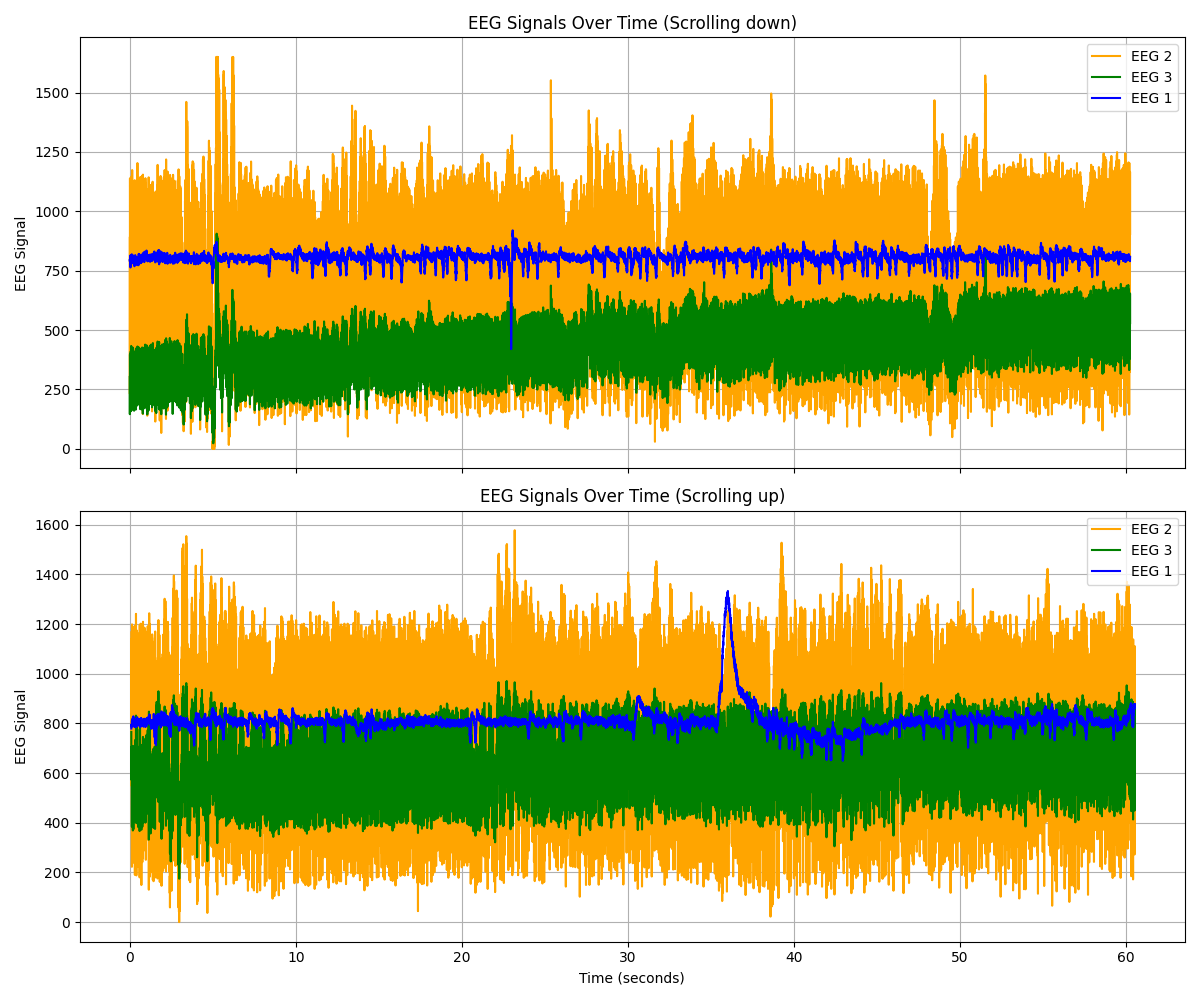 EEG Signals Over Time (Scrolling down)
EEG Signal
1500
1250
1000
750
500
250
0
EEG 2
EEG 3
EEG 1
EEG Signals Over Time (Scrolling up)
EEG Signal
1600
1400
1200
1000
800
600
400
200
0
EEG 2
EEG 3
EEG 1
0 10 20 30 40 50 60
Time (seconds)